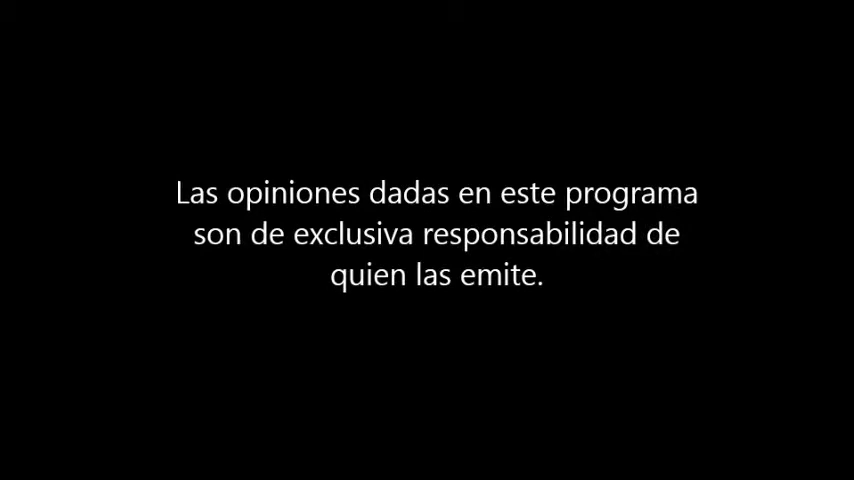 Las opiniones dadas en este programa
son de exclusiva responsabilidad de
quien las emite.